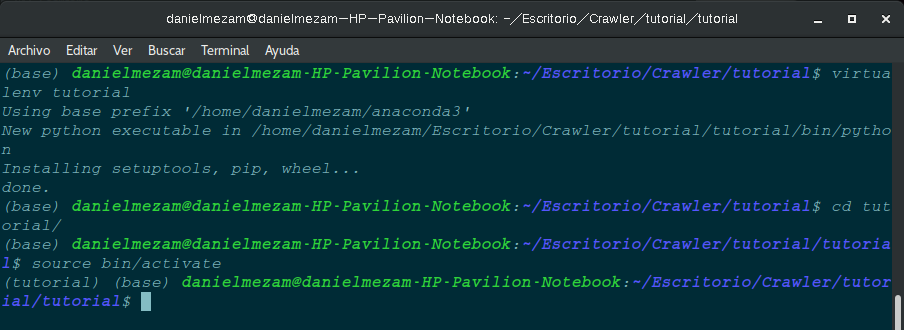 danielmezam@danielmezam-HP-Pavilion-Notebook: ~/Escritorio/Crawler/tutorial/tutorial
Archivo Editar Ver Buscar Terminal Ayuda
(base) danielmezam@danielmezam-HP-Pavilion-Notebook:~/Escritorio/Crawler/tutorial$ virtua
lenv tutorial
Using base prefix '/home/danielmezam/anaconda3'
New python executable in /home/danielmezam/Escritorio/Crawler/tutorial/tutorial/bin/pytho
n
Installing setuptools, pip, wheel...
done.
(base) danielmezam@danielmezam-HP-Pavilion-Notebook:~/Escritorio/Crawler/tutorial$ cd tut
orial/
(base) danielmezam@danielmezam-HP-Pavilion-Notebook:~/Escritorio/Crawler/tutorial/tutoria
l$ source bin/activate
(tutorial) (base) danielmezam@danielmezam-HP-Pavilion-Notebook:~/Escritorio/Crawler/tutor
ial/tutorial$